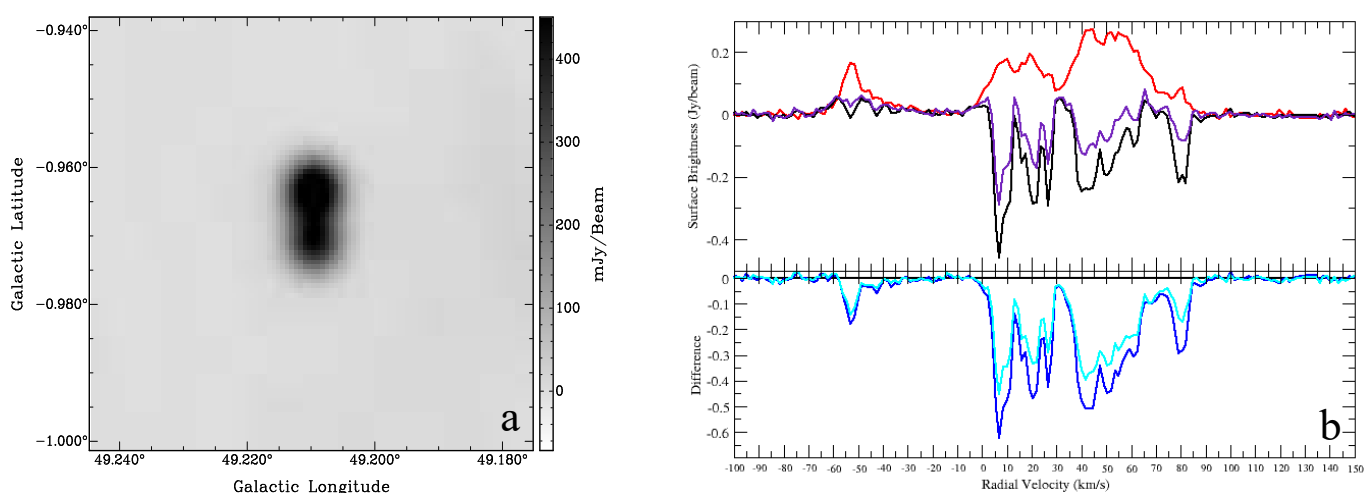 −0.940°
−0.960°
−0.980°
−1.000°
Galactic Latitude
49.240°
49.220°
49.200°
49.180°
Galactic Longitude
400
300
200
100
0
mJy/Beam
a
0.2
0
-0.2
-0.4
Surface Brightness (Jy/beam)
0
-0.1
-0.2
-0.3
-0.4
-0.5
-0.6
Difference
-100 -90 -80 -70 -60 -50 -40 -30 -20 -10 0 10 20 30 40 50 60 70 80 90 100 110 120 130 140 150
Radial Velocity (km/s)
b